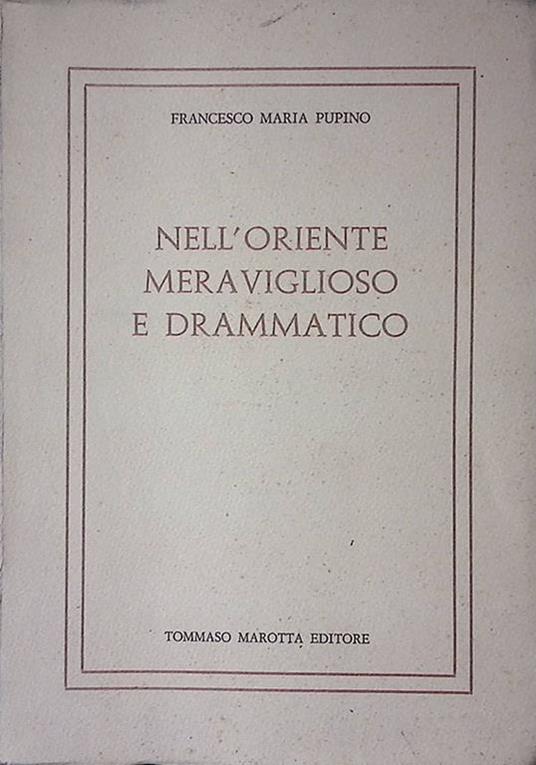 FRANCESCO MARIA PUPINO
NELL'ORIENTE
MERAVIGLIOSO
E DRAMMATICO
TOMMASO MAROTTA EDITORE